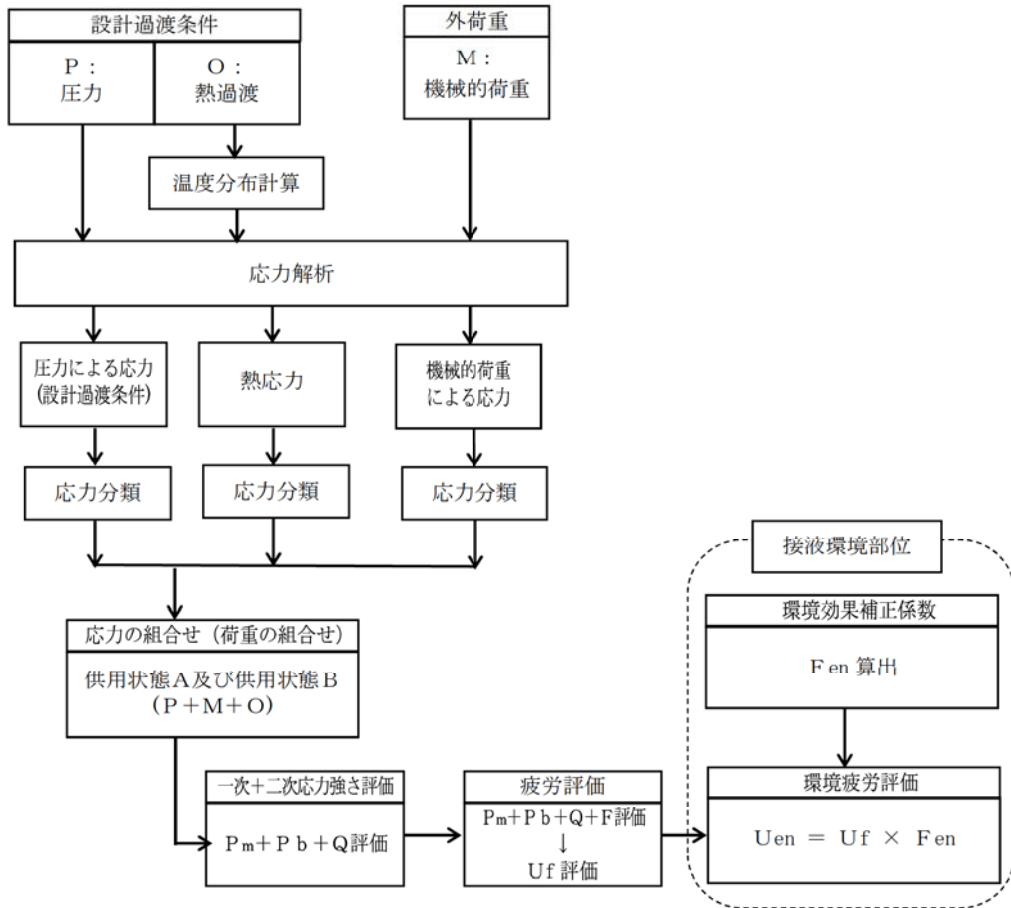 設計過渡条件
P:
圧力
O:
熱過渡
外荷重
M:
機械的荷重
温度分布計算
応力解析
圧力による応力
(設計過渡条件)
熱応力
機械的荷重
による応力
応力分類
応力分類
応力分類
応力の組合せ (荷重の組合せ)
供用状態A及び供用状態B
(P+M+O)
一次+二次応力強さ評価
Pm+Pb+Q評価
疲労評価
Pm+Pb+Q+F評価
↓
Uf 評価
接液環境部位
環境効果補正係数
Fen 算出
環境疲労評価
Uen = Uf × Fen